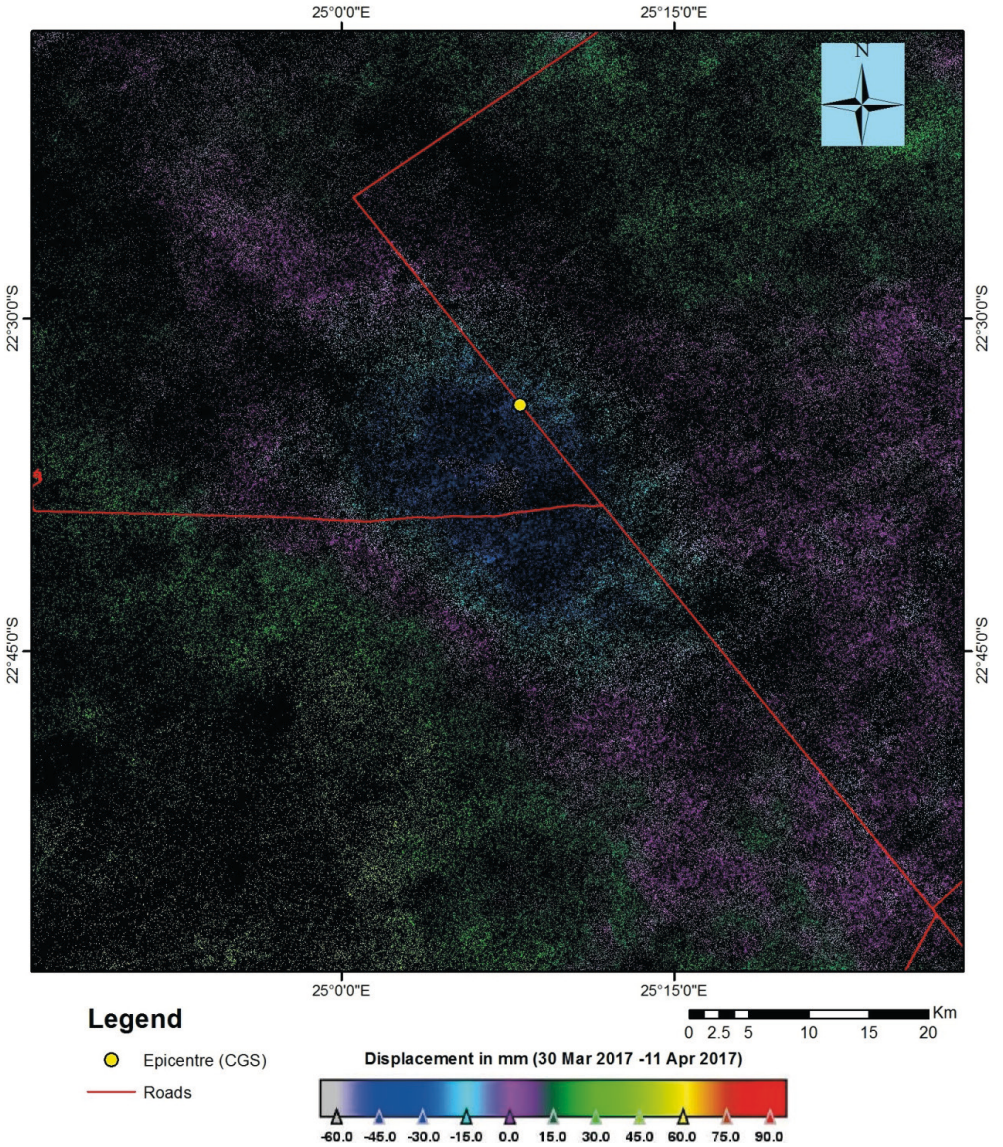 25°0'0"E 25°15'0"E
N
22°30'0"S 22°30'0"S
22°45'0"S 22°45'0"S
25°0'0"E 25°15'0"E
Legend
Km
0 2.5 5 10 15 20
Epicentre (CGS)
Displacement in mm (30 Mar 2017 -11 Apr 2017)
Roads
-60.0 -45.0 -30.0 -15.0 0.0 15.0 30.0 45.0 60.0 75.0 90.0